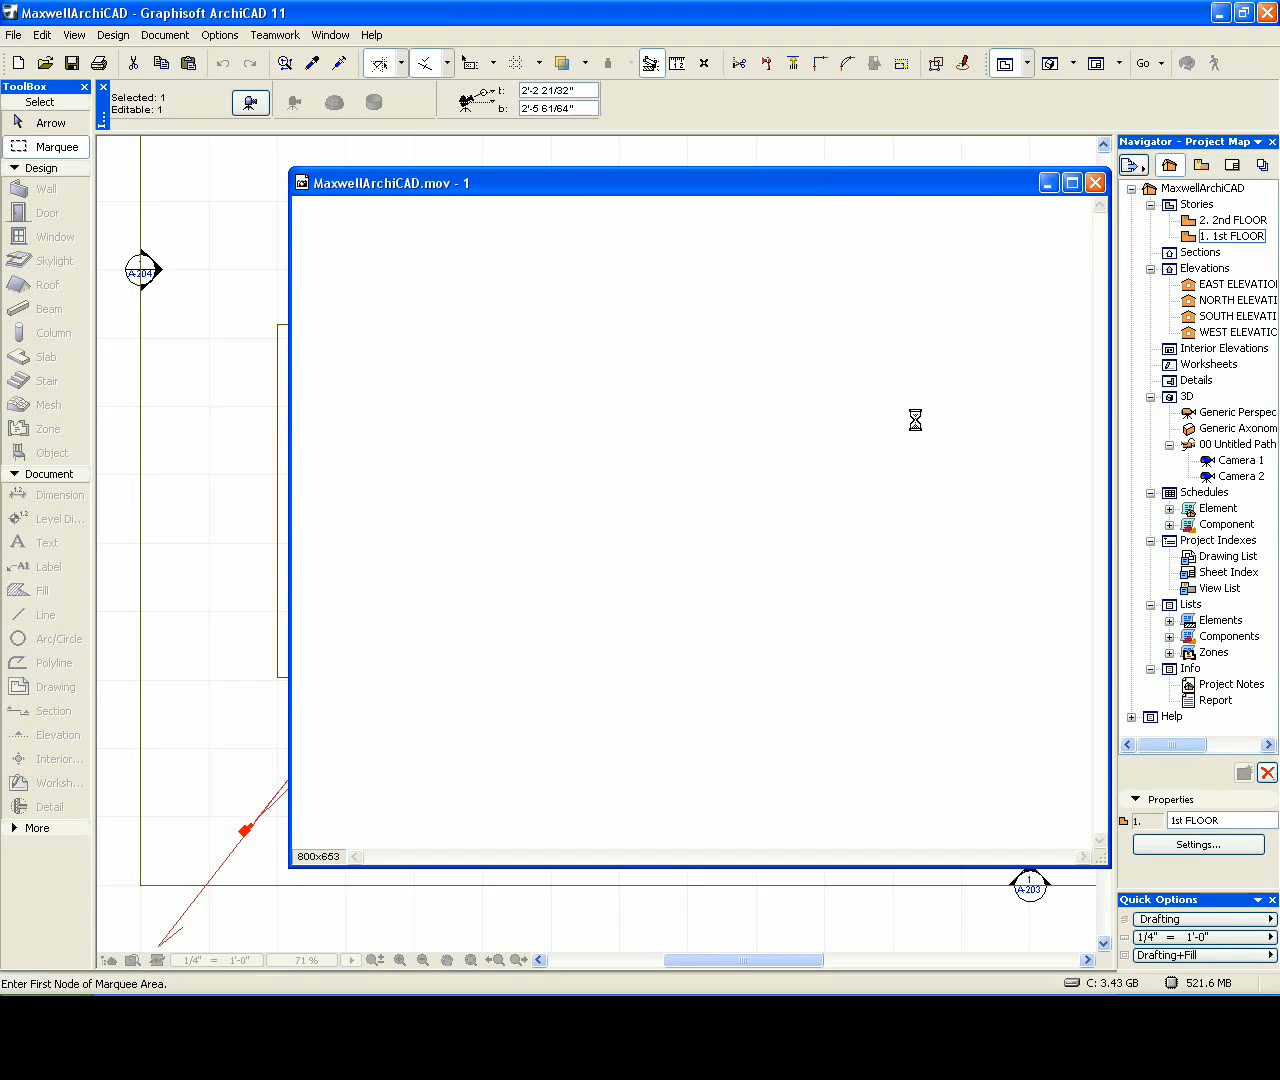 MaxwellArchiCAD - Graphisoft ArchiCAD 11
File Edit View Design Document Options Teamwork Window Help
Go
ToolBox
Select
Arrow
Marquee
Design
Wall
Door
Window
Skylight
Roof
Beam
Column
Slab
Stair
Mesh
Zone
Object
Document
Dimension
Level Di...
Text
Label
Fill
Line
Arc/Circle
Polyline
Drawing
Section
Elevation
Interior...
Worksh...
Detail
More
Selected: 1
Editable: 1
t: 2'-2 21/32"
b: 2'-5 61/64"
A-204
MaxwellArchiCAD.mov - 1
800x653
1
A-203
1/4" = 1'-0"
71 %
Navigator - Project Map
MaxwellArchiCAD
Stories
2. 2nd FLOOR
1. 1st FLOOR
Sections
Elevations
EAST ELEVATIO
NORTH ELEVATI
SOUTH ELEVATI
WEST ELEVATIO
Interior Elevations
Worksheets
Details
3D
Generic Perspec
Generic Axonom
00 Untitled Path
Camera 1
Camera 2
Schedules
Element
Component
Project Indexes
Drawing List
Sheet Index
View List
Lists
Elements
Components
Zones
Info
Project Notes
Report
Help
Properties
1. 1st FLOOR
Settings...
Quick Options
Drafting
1/4" = 1'-0"
Drafting+Fill
Enter First Node of Marquee Area.
C: 3.43 GB
521.6 MB